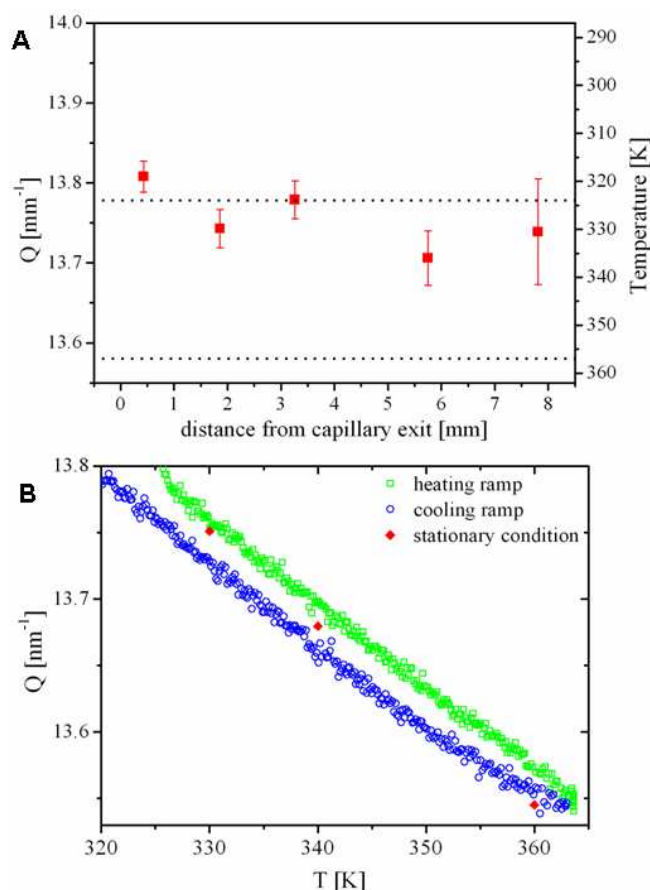 A
14.0
13.9
13.8
13.7
13.6
Q [mm-1]
290
300
310
320
330
340
350
360
Temperature [K]
0 1 2 3 4 5 6 7 8
distance from capillary exit [mm]
B
13.8
13.7
13.6
Q [nm-1]
heating ramp
cooling ramp
stationary condition
320 330 340 350 360
T [K]